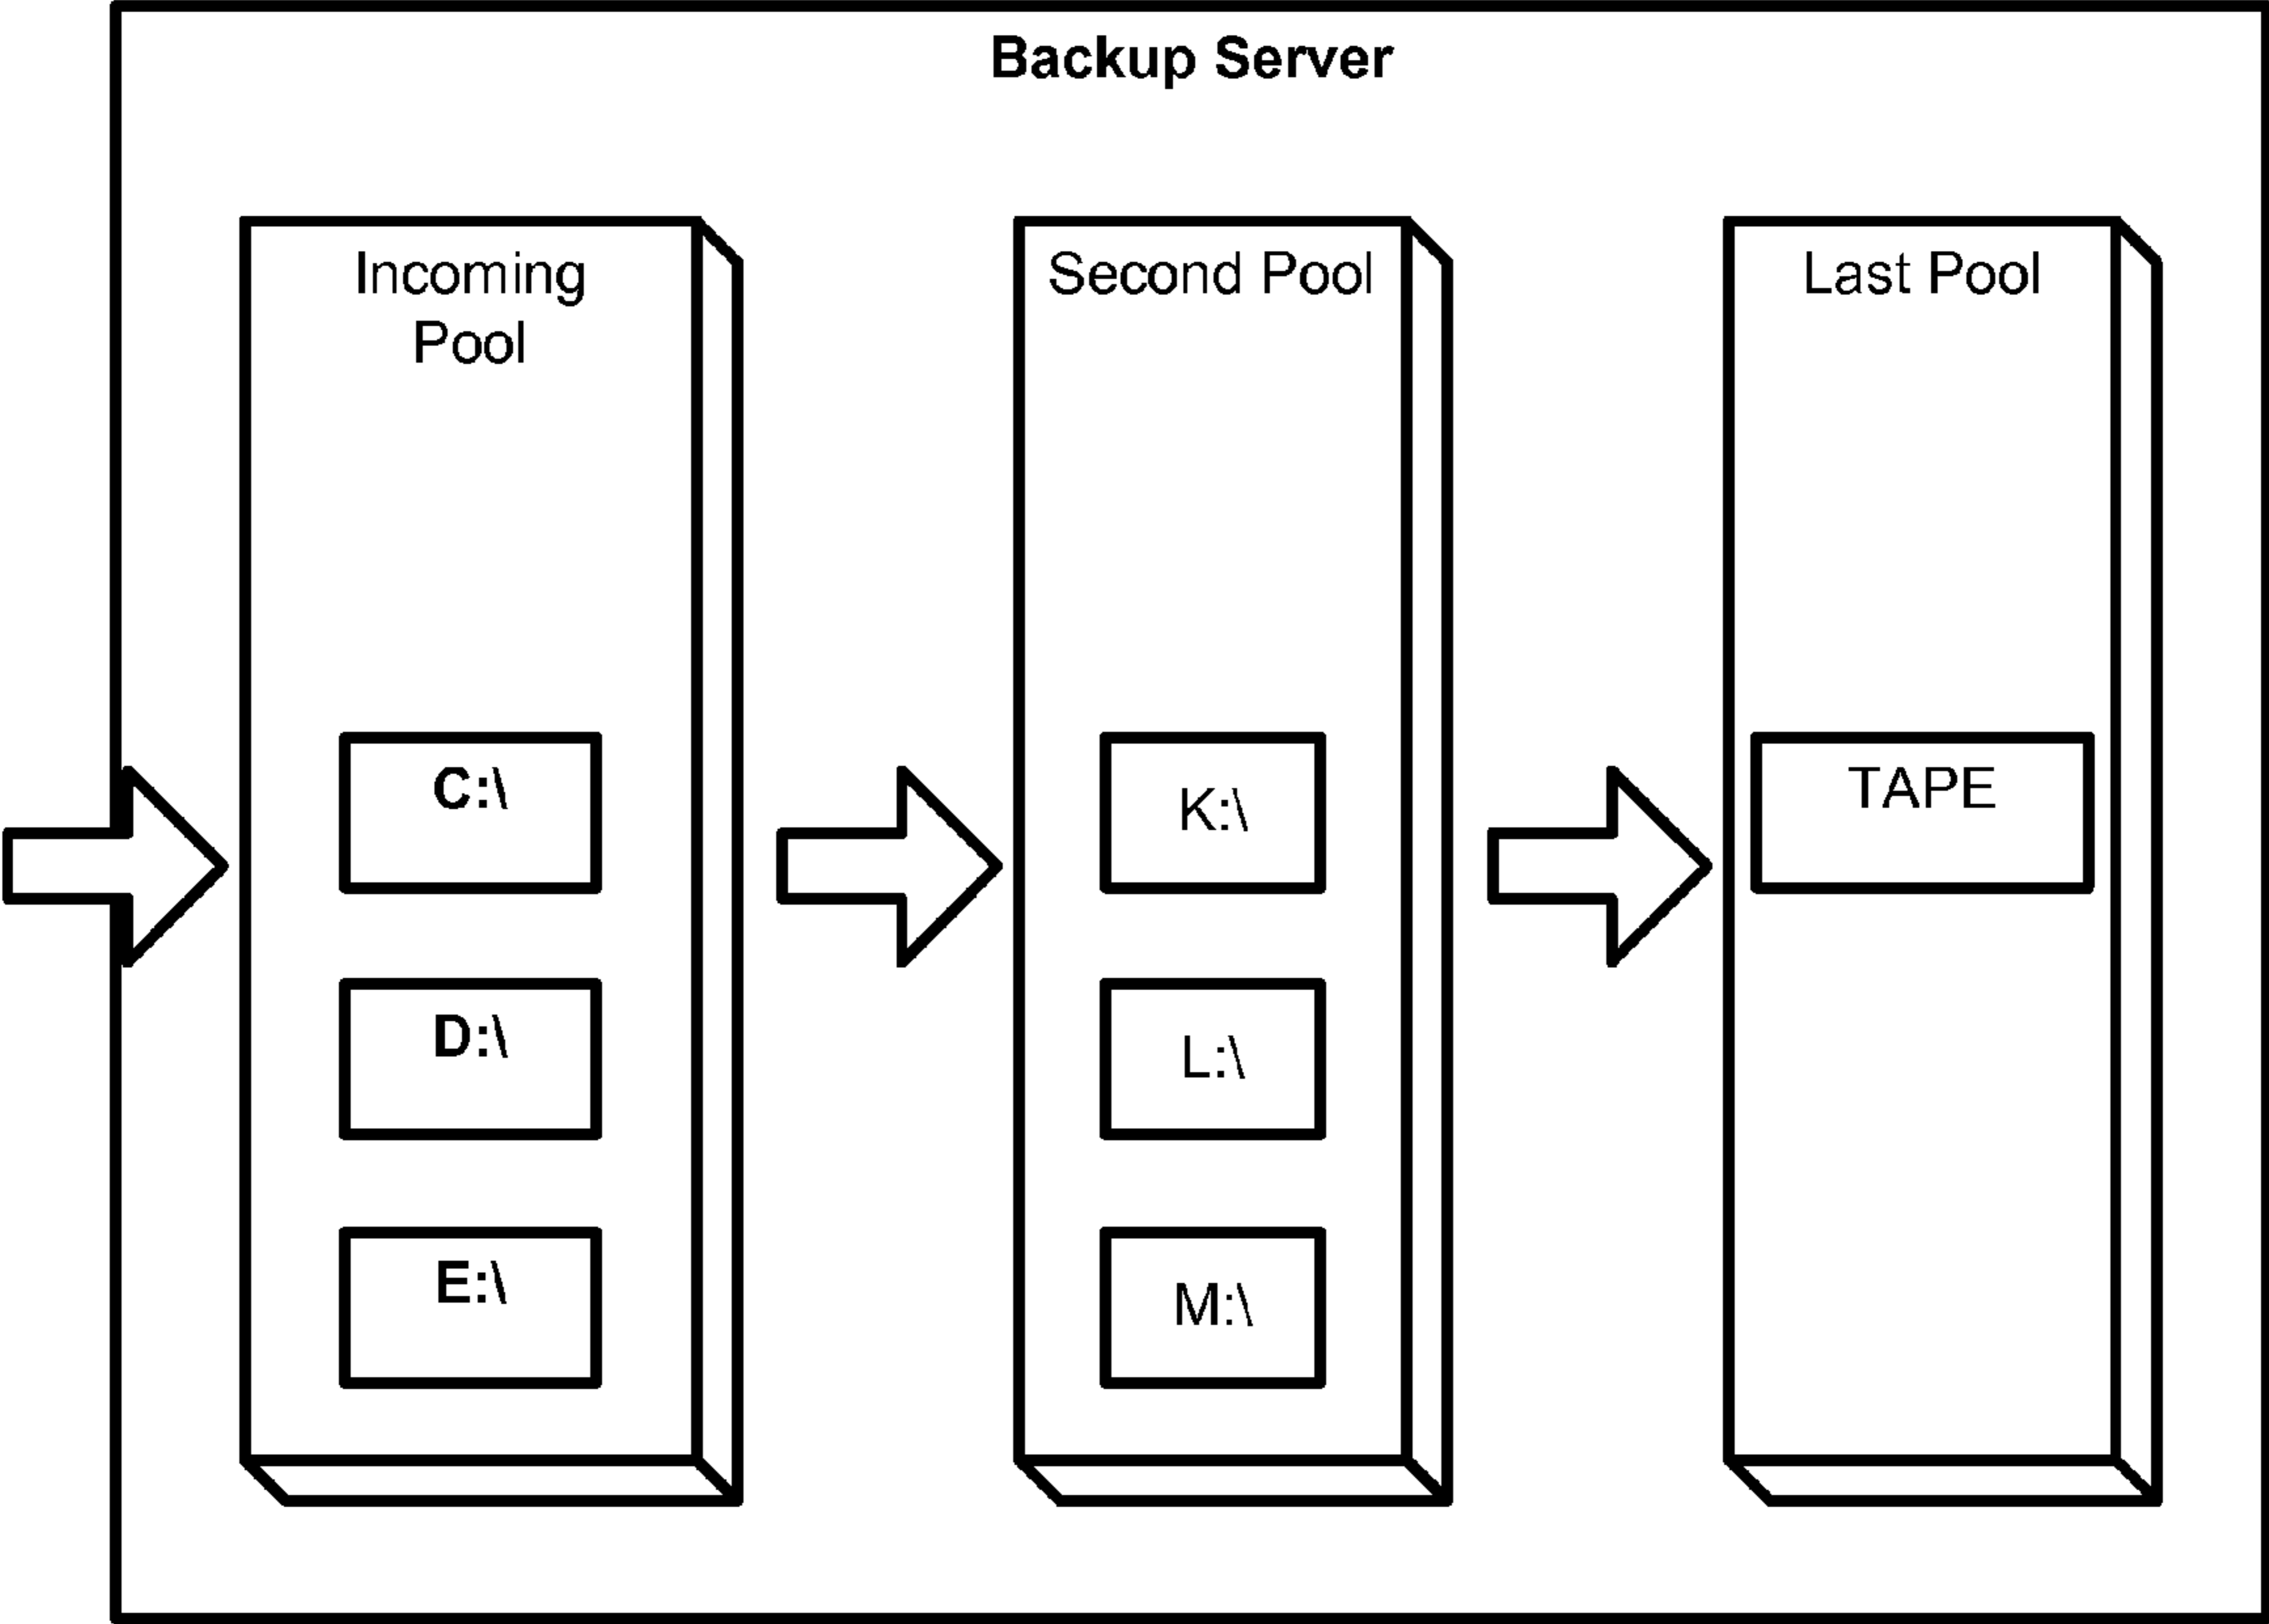 Backup Server
Incoming
Pool
C:\
D:\
E:\
Second Pool
K:\
L:\
M:\
Last Pool
TAPE